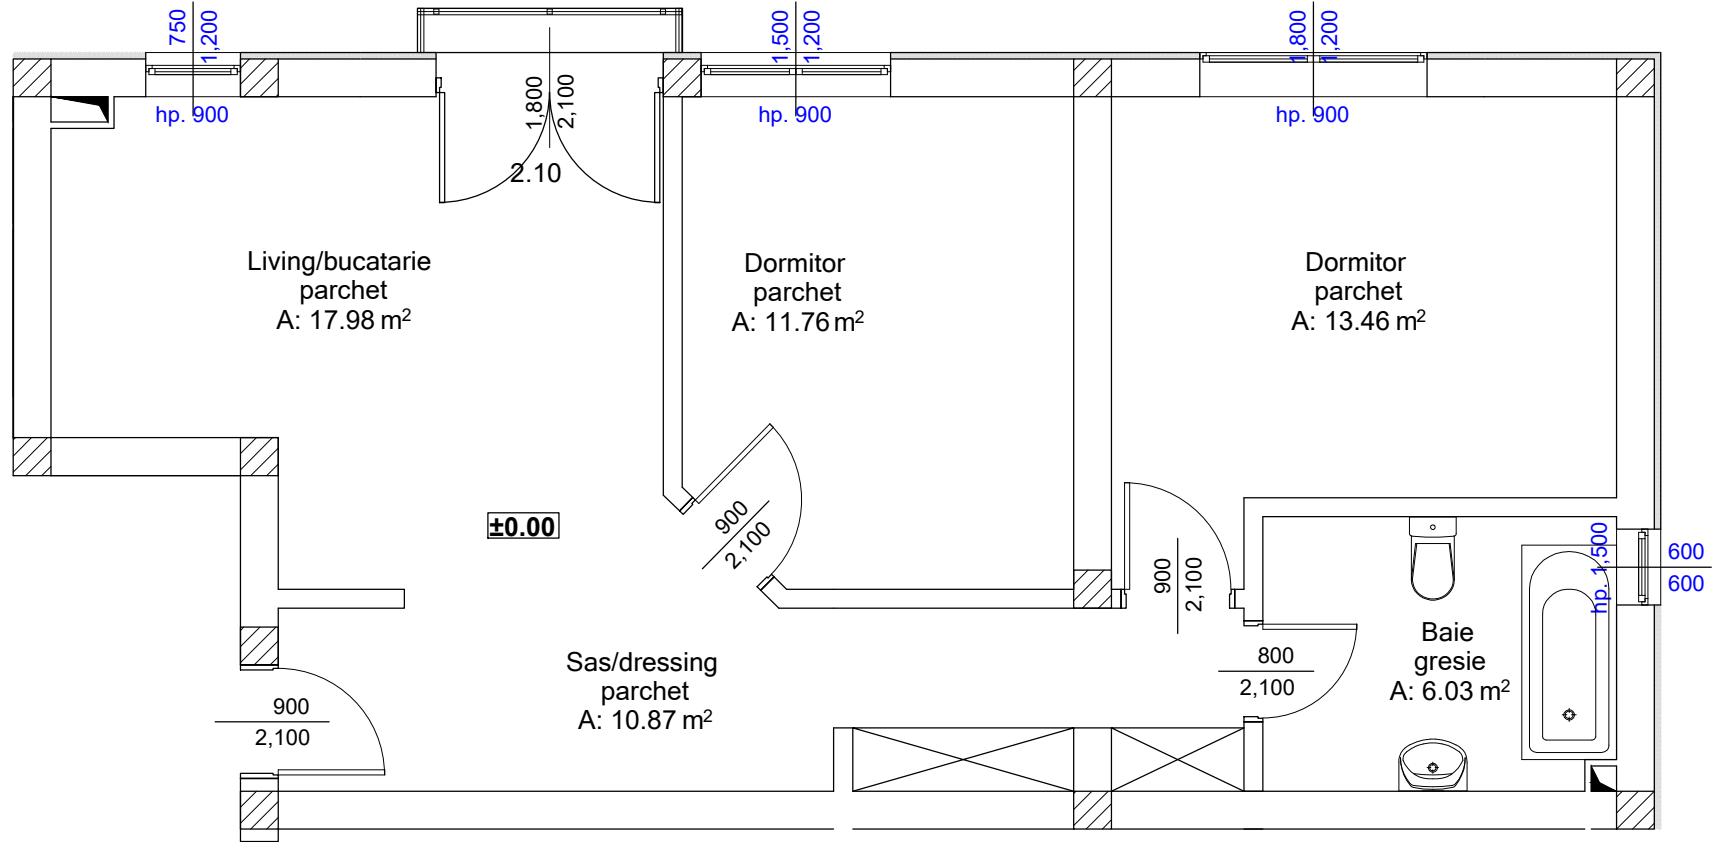 750
1,200
hp. 900
1,800
2,100
2.10
1,500
1,200
hp. 900
1,800
1,200
hp. 900
Living/bucatarie
parchet
A: 17.98 m²
Dormitor
parchet
A: 11.76 m²
Dormitor
parchet
A: 13.46 m²
±0.00
900
2,100
900
2,100
hp. 1,500
600
600
Sas/dressing
parchet
A: 10.87 m²
800
2,100
Baie
gresie
A: 6.03 m²
900
2,100